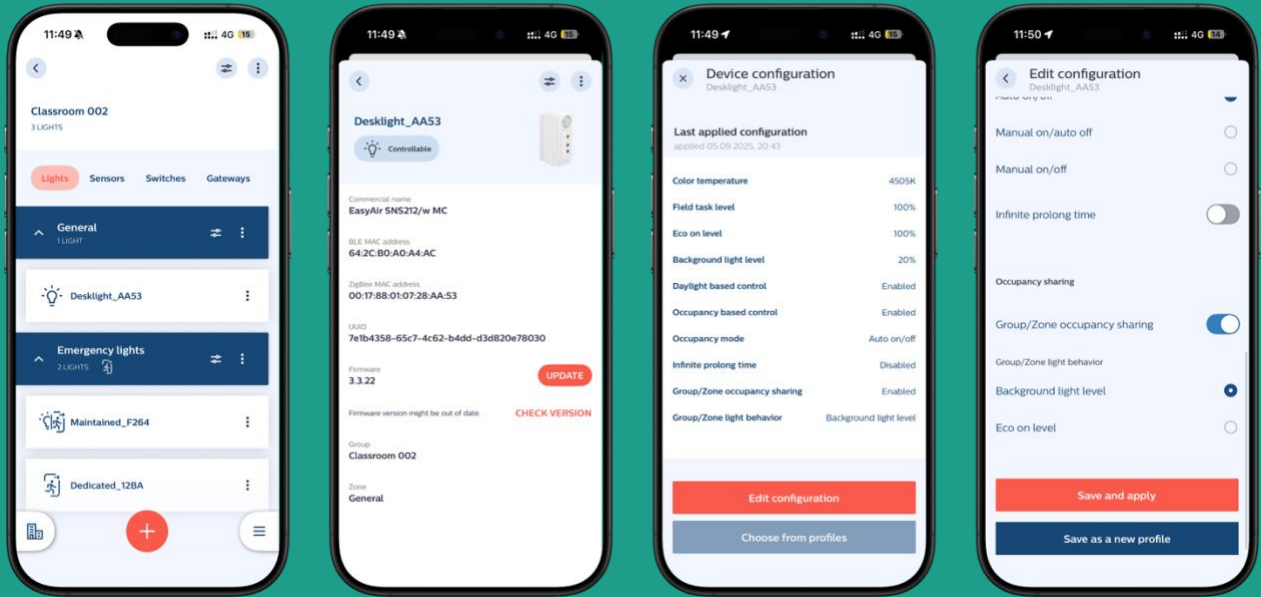 11:49
4G 15
Classroom 002
3 LIGHTS
Lights
Sensors
Switches
Gateways
General
1 LIGHT
Desklight_AA53
Emergency lights
2 LIGHTS
Maintained_F264
Dedicated_12BA
11:49
4G 15
Desklight_AA53
Controllable
Commercial name
EasyAir SNS212/w MC
BLE MAC address
64:2C:B0:A0:A4:AC
ZigBee MAC address
00:17:88:01:07:28:AA:53
UUID
7e1b4358-65c7-4c62-b4dd-d3d820e78030
Firmware
3.3.22
UPDATE
Firmware version might be out of date.
CHECK VERSION
Group
Classroom 002
Zone
General
11:49
4G 15
Device configuration
Desklight_AA53
Last applied configuration
applied 05.09.2025. 20:43
Color temperature 4505K
Field task level 100%
Eco on level 100%
Background light level 20%
Daylight based control Enabled
Occupancy based control Enabled
Occupancy mode Auto on/off
Infinite prolong time Disabled
Group/Zone occupancy sharing Enabled
Group/Zone light behavior Background light level
Edit configuration
Choose from profiles
11:50
4G 14
Edit configuration
Desklight_AA53
Auto on/off
Manual on/auto off
Manual on/off
Infinite prolong time
Occupancy sharing
Group/Zone occupancy sharing
Group/Zone light behavior
Background light level
Eco on level
Save and apply
Save as a new profile